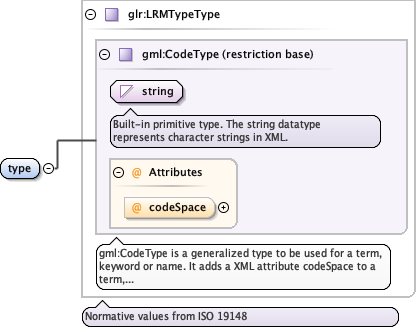 glr:LRMTypeType
gml:CodeType (restriction base)
string
Built-in primitive type. The string datatype
represents character strings in XML.
@ Attributes
type
@ codeSpace
gml:CodeType is a generalized type to be used for a term,
keyword or name. It adds a XML attribute codeSpace to a
term,...
Normative values from ISO 19148